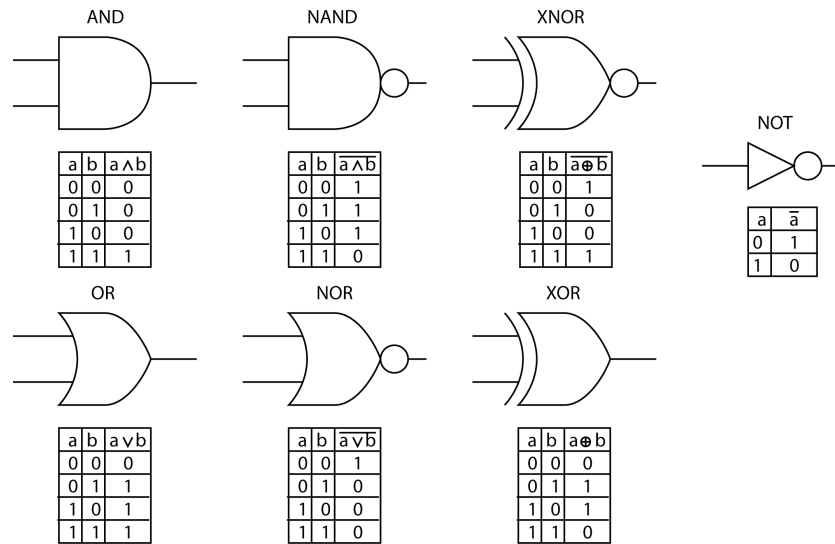 AND NAND XNOR
NOT
a b a∧b
0 0 0
0 1 0
1 0 0
1 1 1
a b a∧b̅
0 0 1
0 1 1
1 0 1
1 1 0
a b a⊕b̅
0 0 1
0 1 0
1 0 0
1 1 1
a a̅
0 1
1 0
OR NOR XOR
a b a∨b
0 0 0
0 1 1
1 0 1
1 1 1
a b a∨b̅
0 0 1
0 1 0
1 0 0
1 1 0
a b a⊕b
0 0 0
0 1 1
1 0 1
1 1 0